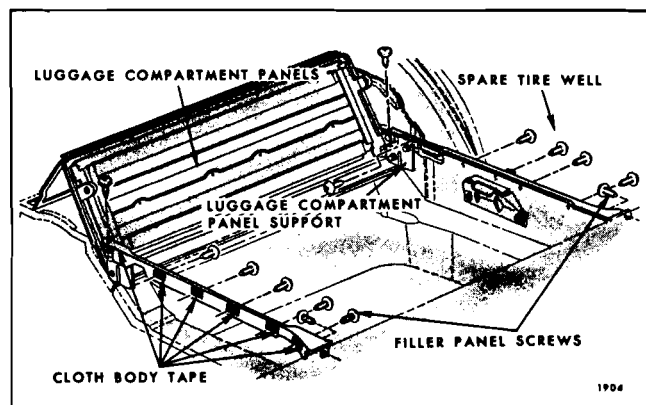 LUGGAGE COMPARTMENT PANELS
SPARE TIRE WELL
LUGGAGE COMPARTMENT
PANEL SUPPORT
FILLER PANEL SCREWS
CLOTH BODY TAPE
1904